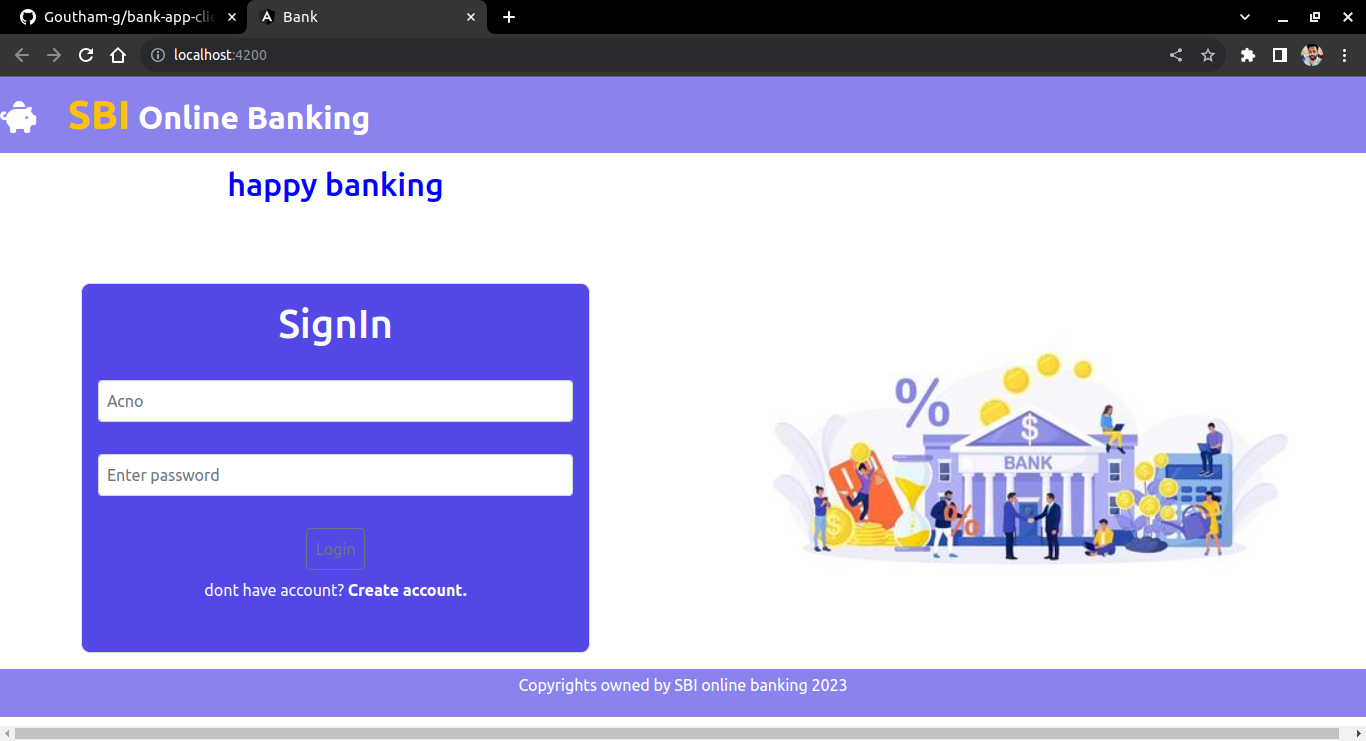 Goutham-g/bank-app-clie
Bank
localhost:4200
SBI Online Banking
happy banking
SignIn
Acno
Enter password
Login
dont have account? Create account.
%
$
BANK
%
Copyrights owned by SBI online banking 2023